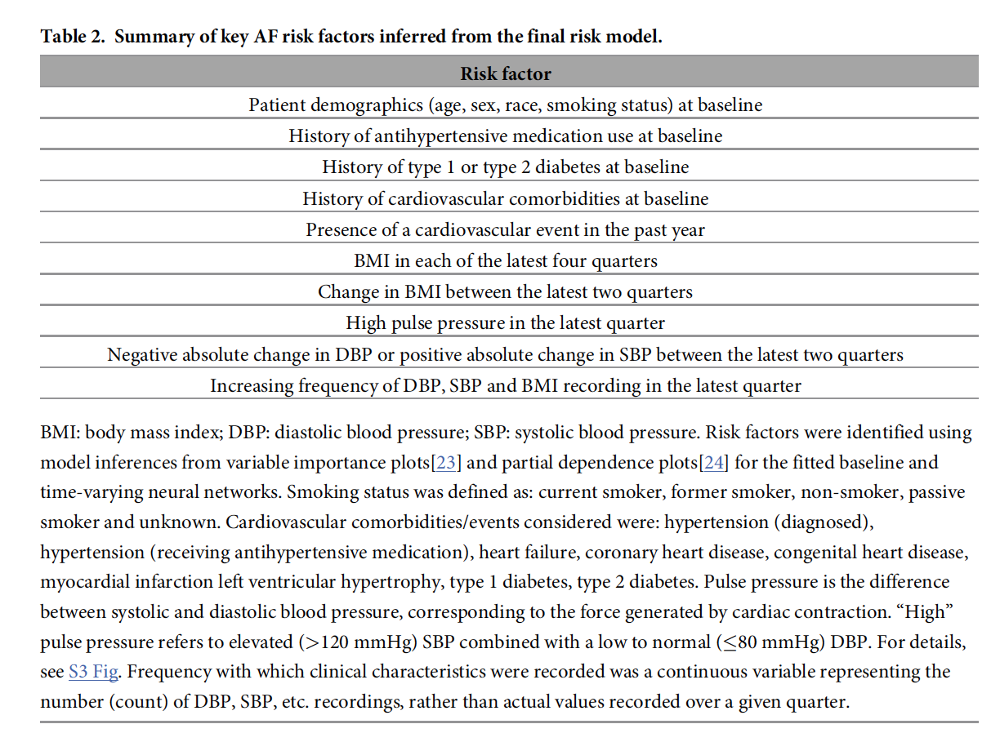 Table 2. Summary of key AF risk factors inferred from the final risk model.
Risk factor
Patient demographics (age, sex, race, smoking status) at baseline
History of antihypertensive medication use at baseline
History of type 1 or type 2 diabetes at baseline
History of cardiovascular comorbidities at baseline
Presence of a cardiovascular event in the past year
BMI in each of the latest four quarters
Change in BMI between the latest two quarters
High pulse pressure in the latest quarter
Negative absolute change in DBP or positive absolute change in SBP between the latest two quarters
Increasing frequency of DBP, SBP and BMI recording in the latest quarter
BMI: body mass index; DBP: diastolic blood pressure; SBP: systolic blood pressure. Risk factors were identified using
model inferences from variable importance plots[23] and partial dependence plots[24] for the fitted baseline and
time-varying neural networks. Smoking status was defined as: current smoker, former smoker, non-smoker, passive
smoker and unknown. Cardiovascular comorbidities/events considered were: hypertension (diagnosed),
hypertension (receiving antihypertensive medication), heart failure, coronary heart disease, congenital heart disease,
myocardial infarction left ventricular hypertrophy, type 1 diabetes, type 2 diabetes. Pulse pressure is the difference
between systolic and diastolic blood pressure, corresponding to the force generated by cardiac contraction. “High”
pulse pressure refers to elevated (>120 mmHg) SBP combined with a low to normal (≤80 mmHg) DBP. For details,
see S3 Fig. Frequency with which clinical characteristics were recorded was a continuous variable representing the
number (count) of DBP, SBP, etc. recordings, rather than actual values recorded over a given quarter.